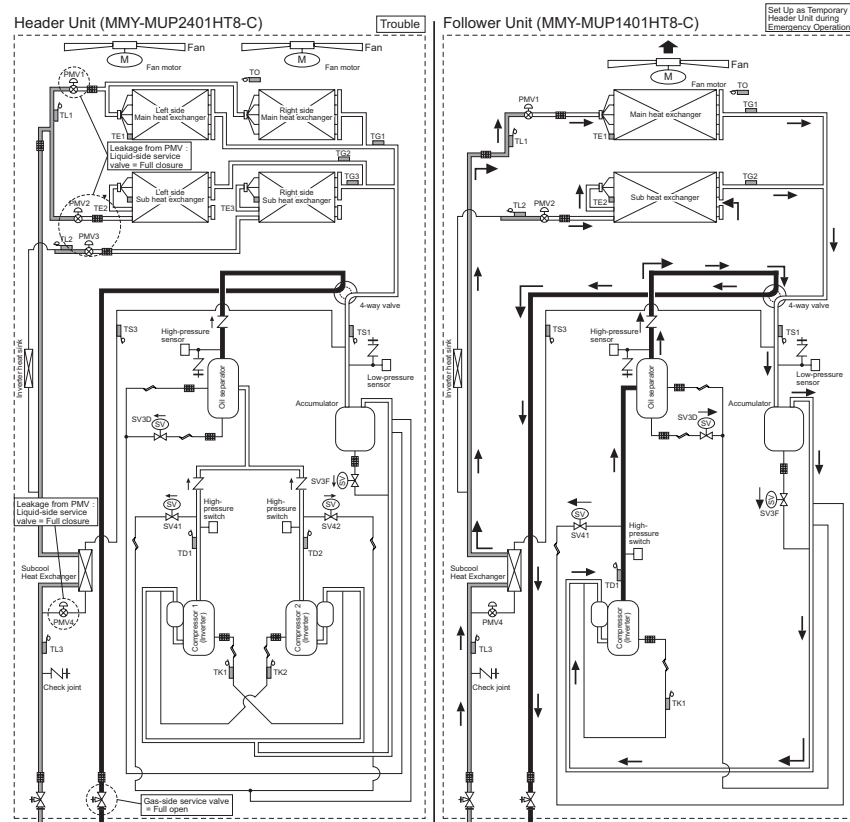 Header Unit (MMY-MUP2401HT8-C)
Trouble
Fan
Fan
M
M
Fan motor
Fan motor
PMV1
TO
TL1
Left side
Main heat exchanger
Right side
Main heat exchanger
TE1
TG1
Leakage from PMV :
Liquid-side service
valve = Full closure
TG2
TG3
Left side
Sub heat exchanger
Right side
Sub heat exchanger
PMV2
TE2
TE3
TL2
PMV3
4-way valve
TS3
TS1
High-pressure
sensor
Low-pressure
sensor
Inverter heat sink
Oil separator
Accumulator
SV3D
SV
SV3F
SV
Leakage from PMV :
Liquid-side service
valve = Full closure
High-
pressure
switch
High-
pressure
switch
SV
SV41
SV
SV42
TD1
TD2
Subcool
Heat Exchanger
PMV4
Compressor 1
(Inverter)
Compressor 2
(Inverter)
TL3
TK1
TK2
Check joint
Gas-side service valve
= Full open
Follower Unit (MMY-MUP1401HT8-C)
Set Up as Temporary
Header Unit during
Emergency Operation
Fan
M
Fan motor
TO
PMV1
TG1
TL1
Main heat exchanger
TE1
TG2
TL2
PMV2
TE2
Sub heat exchanger
4-way valve
TS3
TS1
High-pressure
sensor
Low-pressure
sensor
Inverter heat sink
Oil separator
Accumulator
SV3D
SV
SV3F
SV
SV
SV41
High-
pressure
switch
TD1
Subcool
Heat Exchanger
PMV4
Compressor
(Inverter)
TL3
TK1
Check joint